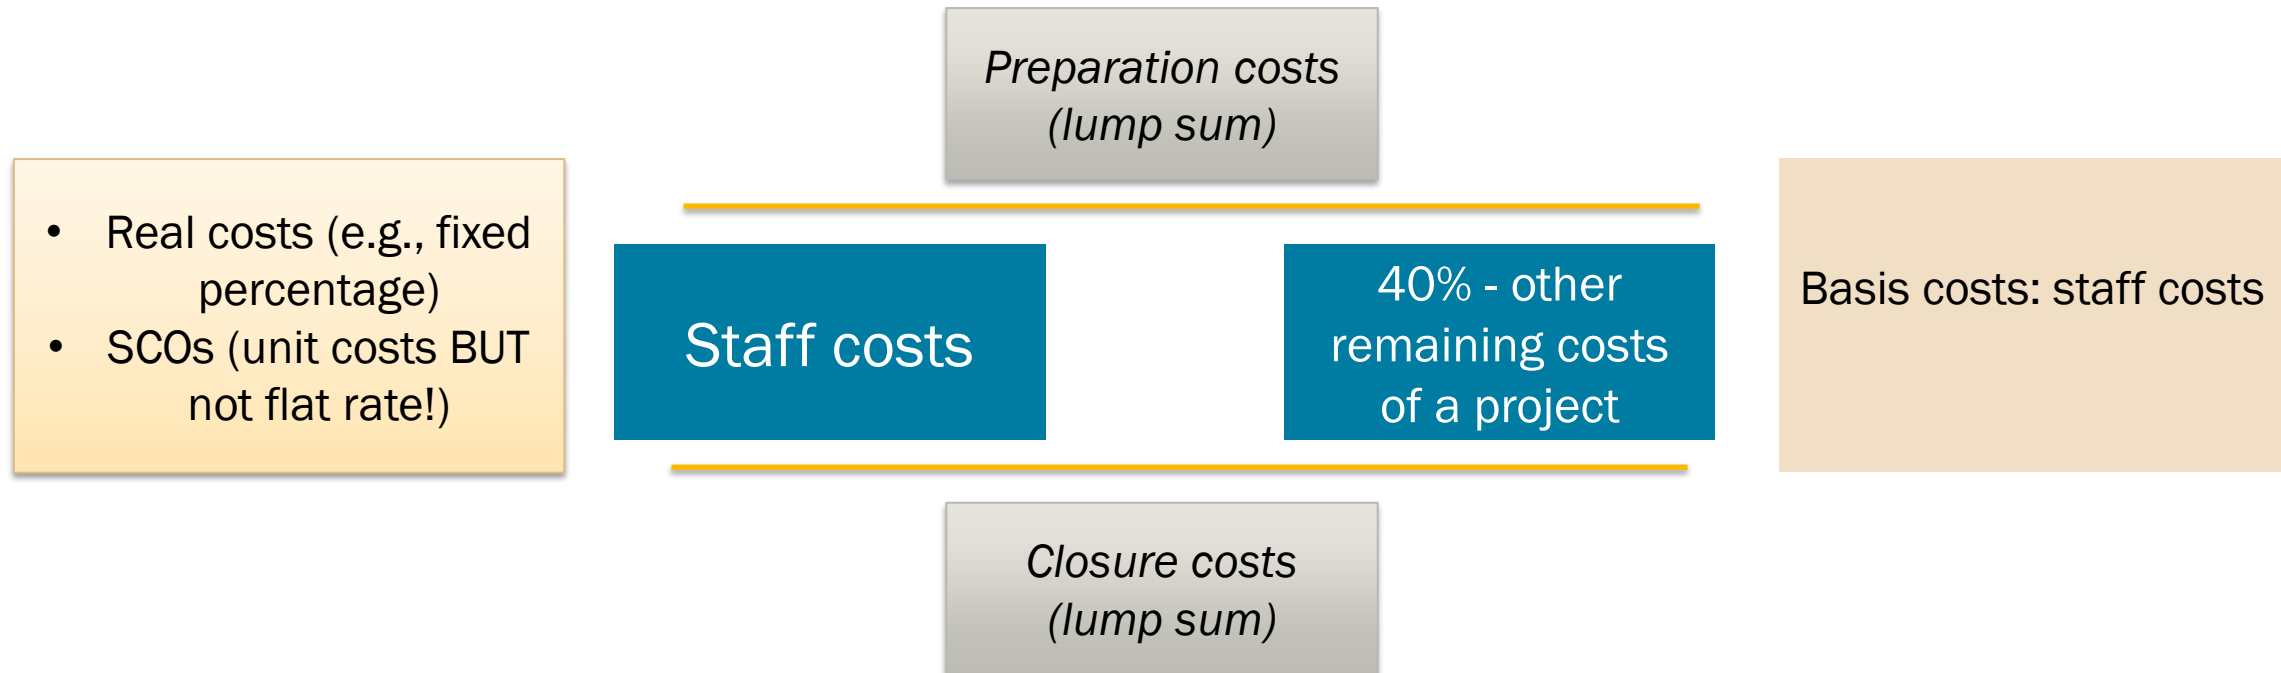 Preparation costs
(lump sum)
• Real costs (e.g., fixed
percentage)
• SCOs (unit costs BUT
not flat rate!)
Staff costs
40% - other
remaining costs
of a project
Basis costs: staff costs
Closure costs
(lump sum)